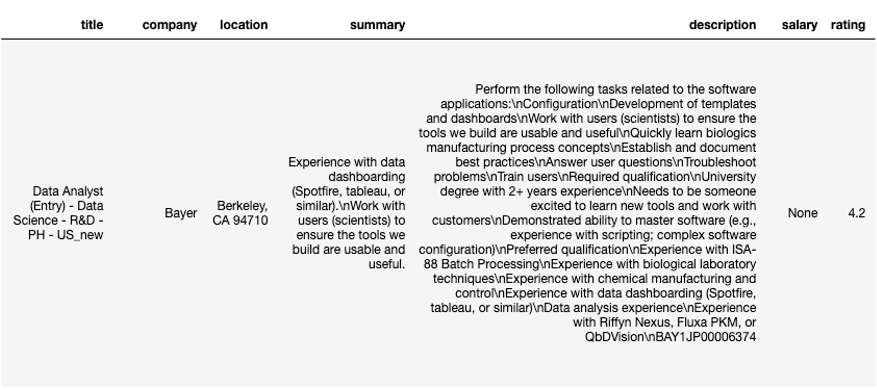 title company location summary description salary rating
Data Analyst
(Entry) - Data
Science - R&D -
PH - US_new
Bayer
Berkeley,
CA 94710
Experience with data
dashboarding
(Spotfire, tableau, or
similar).\nWork with
users (scientists) to
ensure the tools we
build are usable and
useful.
Perform the following tasks related to the software
applications:\nConfiguration\nDevelopment of templates
and dashboards\nWork with users (scientists) to ensure the
tools we build are usable and useful\nQuickly learn biologics
manufacturing process concepts\nEstablish and document
best practices\nAnswer user questions\nTroubleshoot
problems\nTrain users\nRequired qualification\nUniversity
degree with 2+ years experience\nNeeds to be someone
excited to learn new tools and work with
customers\nDemonstrated ability to master software (e.g.,
experience with scripting; complex software
configuration)\nPreferred qualification\nExperience with ISA-
88 Batch Processing\nExperience with biological laboratory
techniques\nExperience with chemical manufacturing and
control\nExperience with data dashboarding (Spotfire,
tableau, or similar)\nData analysis experience\nExperience
with Riffyn Nexus, Fluxa PKM, or
QbDVision\nBAY1JP00006374
None
4.2